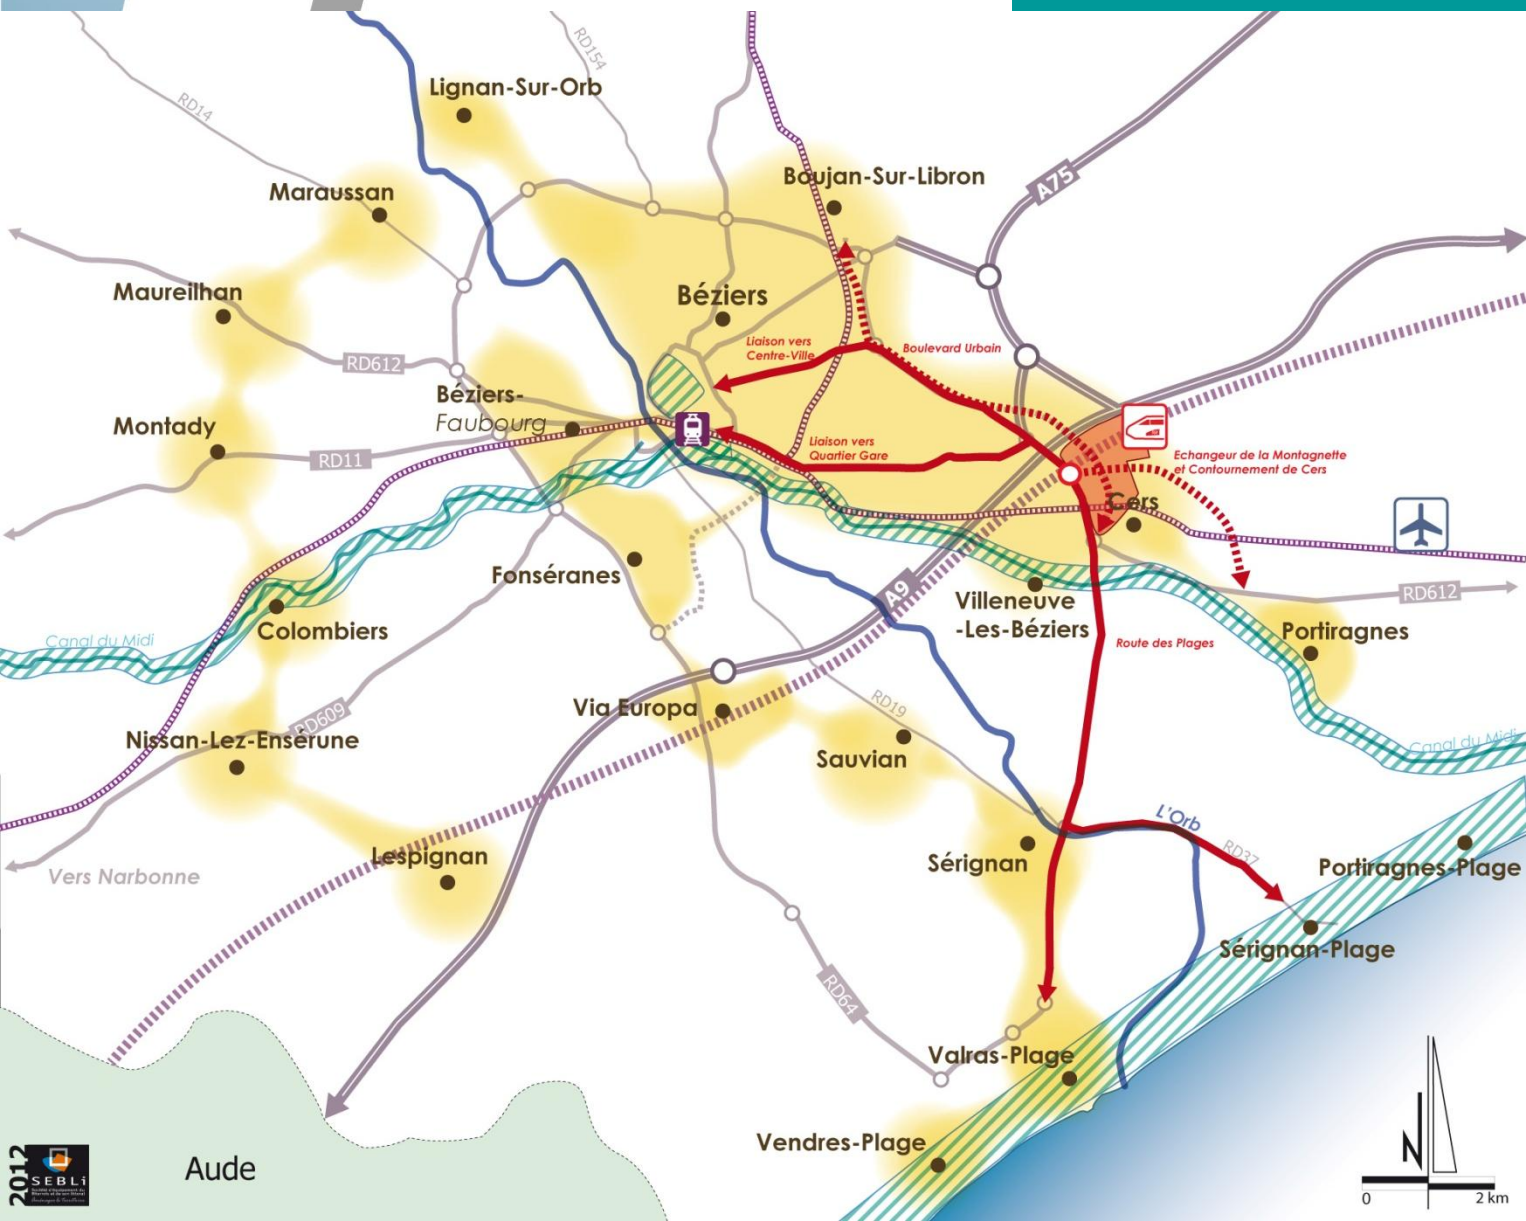 Lignan-Sur-Orb
RD154
RD14
Boujan-Sur-Libron
A75
Maraussan
Maureilhan
Béziers
Liaison vers
Centre-Ville
Boulevard Urbain
RD612
Béziers-
Faubourg
Montady
RD11
Liaison vers
Quartier Gare
Echangeur de la Montagnette
et Contournement de Cers
Cers
Fonséranes
A9
Villeneuve
-Les-Béziers
RD612
Colombiers
Canal du Midi
Portiragnes
Route des Plages
RD609
Via Europa
RD19
Nissan-Lez-Ensérune
Sauvian
Canal du Midi
L'Orb
RD37
Lespignan
Sérignan
Portiragnes-Plage
Vers Narbonne
Sérignan-Plage
RD64
Valras-Plage
Vendres-Plage
Aude
2012
SEBLi
N
0 2 km